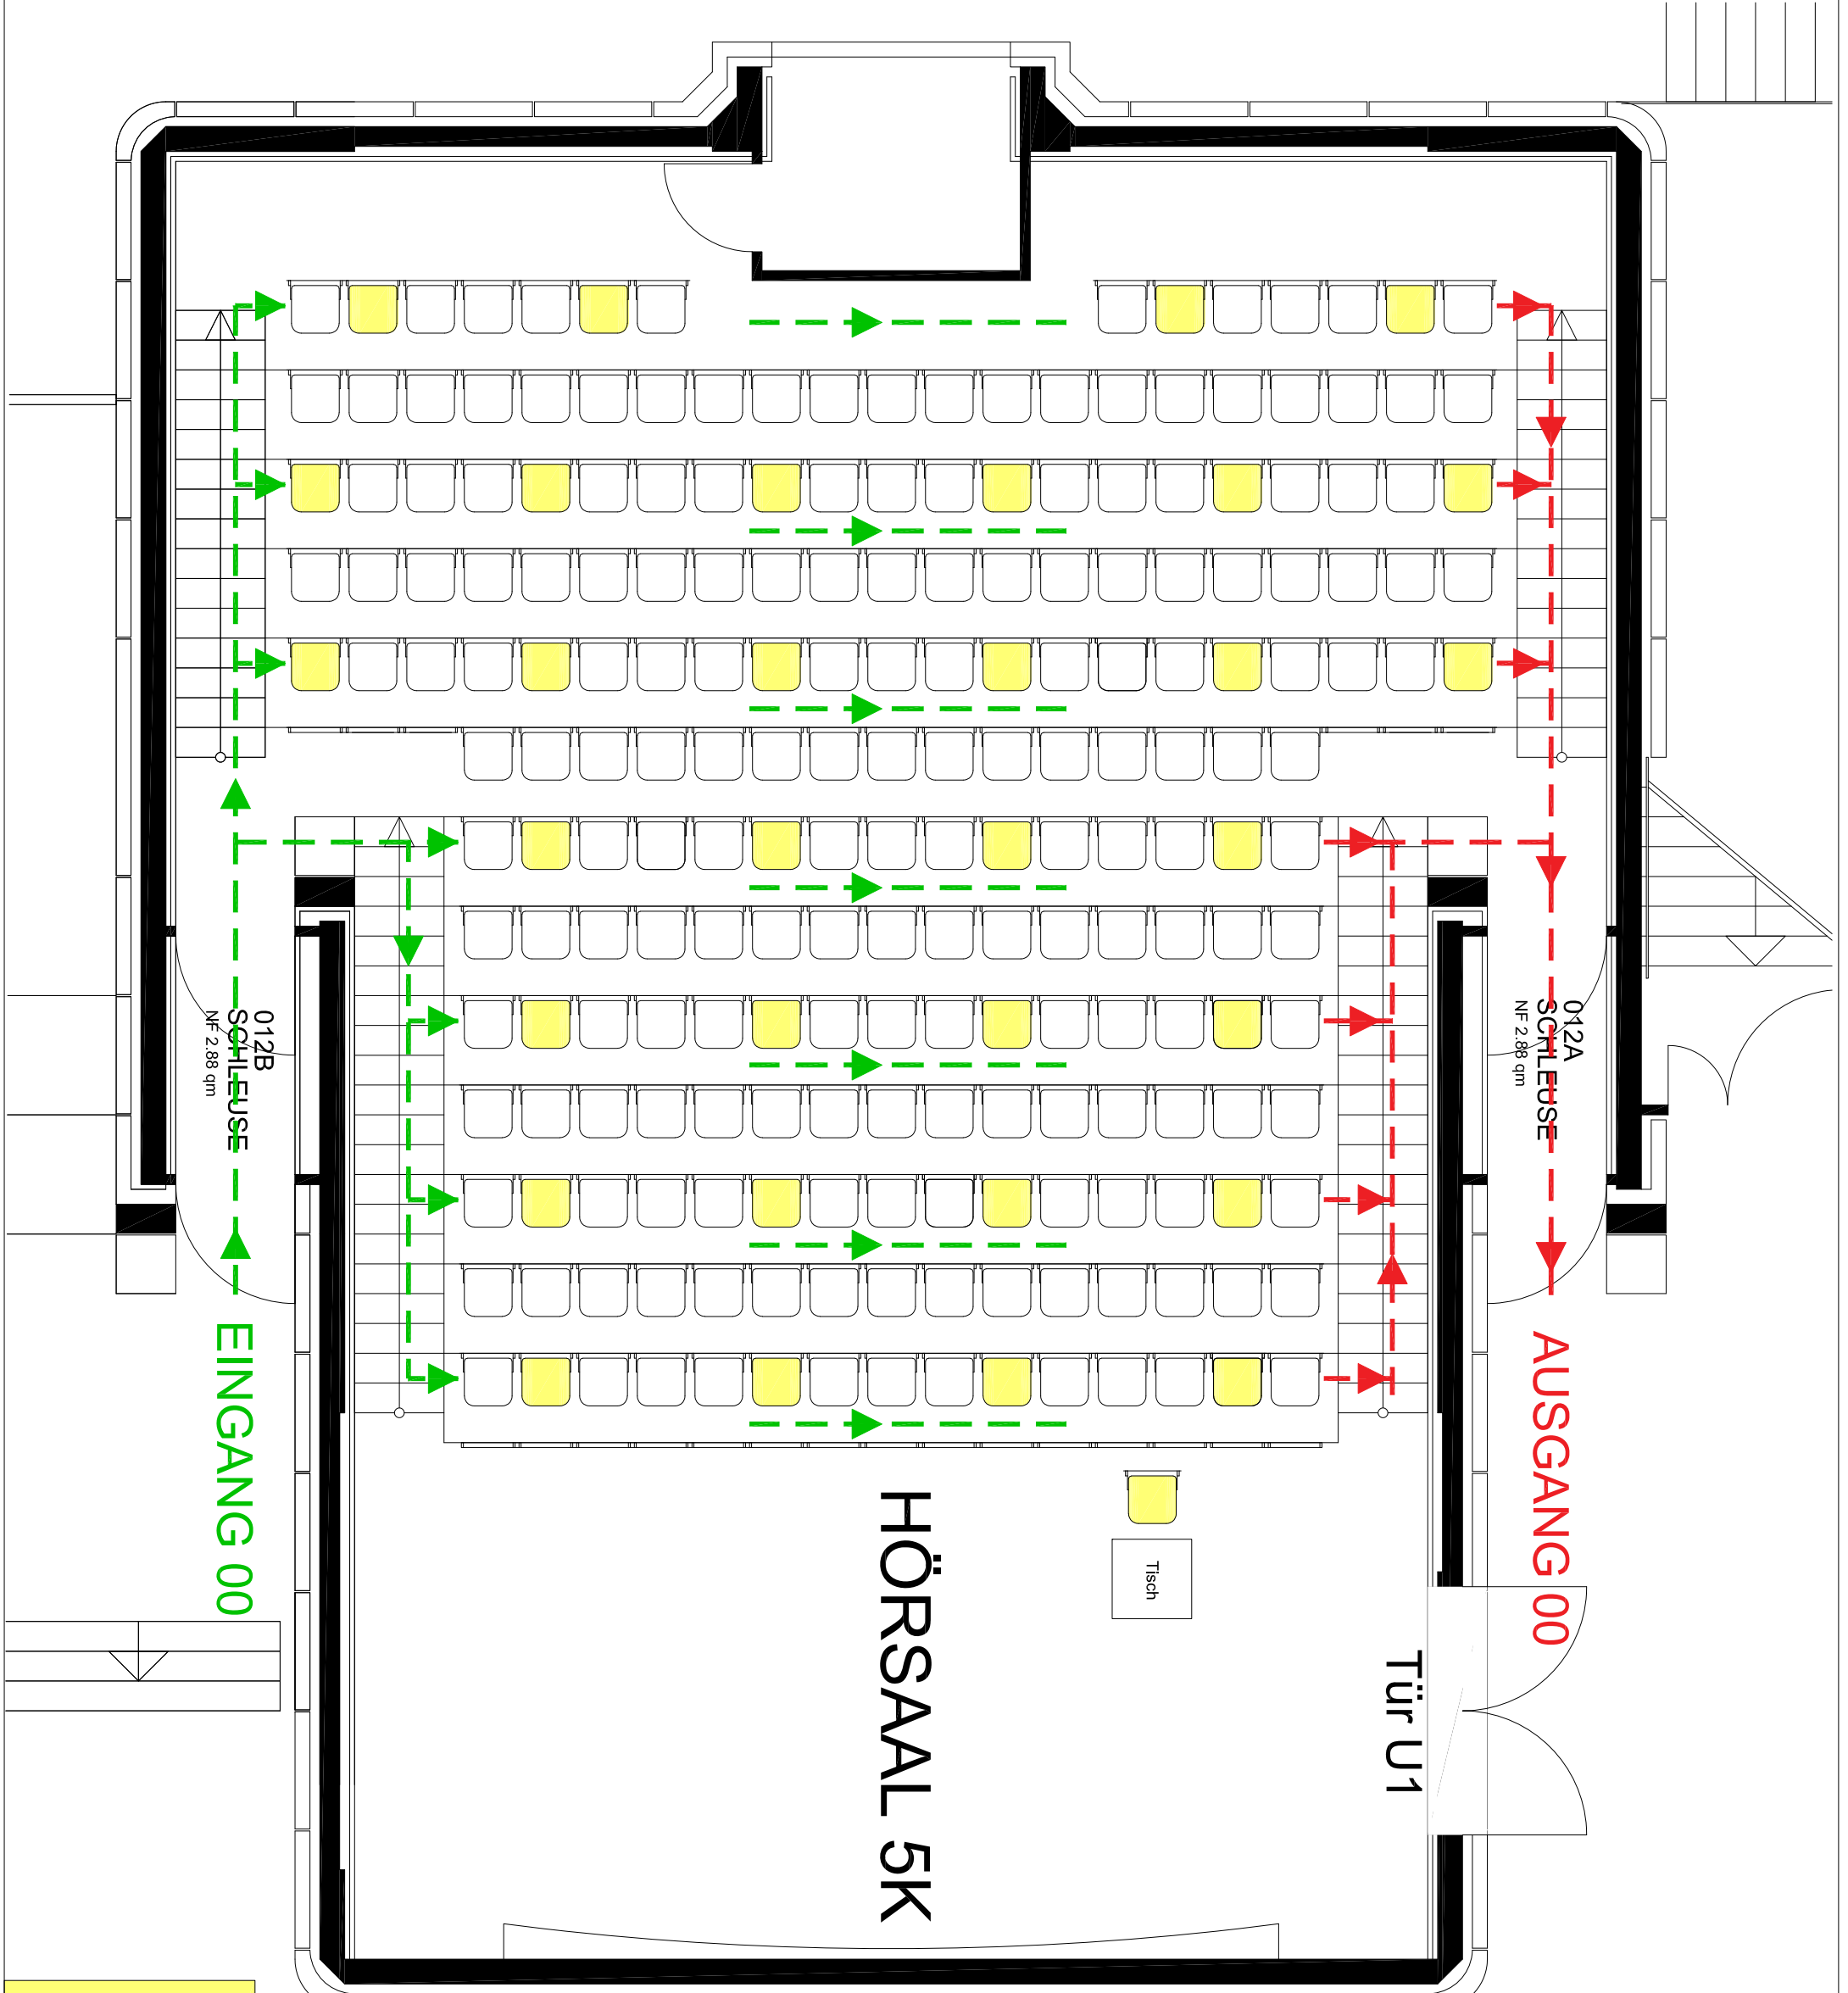 012B
SCHLEUSE
NF 2.88 qm
012A
SCHLEUSE
NF 2.88 qm
EINGANG 00
AUSGANG 00
HÖRSAAL 5K
Tisch
Tür U1